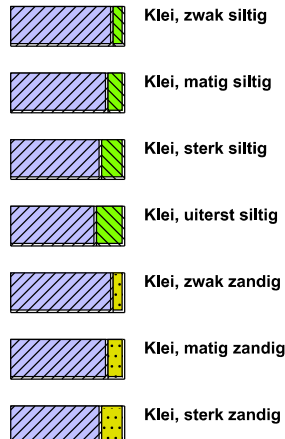 Klei, zwak siltig
Klei, matig siltig
Klei, sterk siltig
Klei, uiterst siltig
Klei, zwak zandig
Klei, matig zandig
Klei, sterk zandig